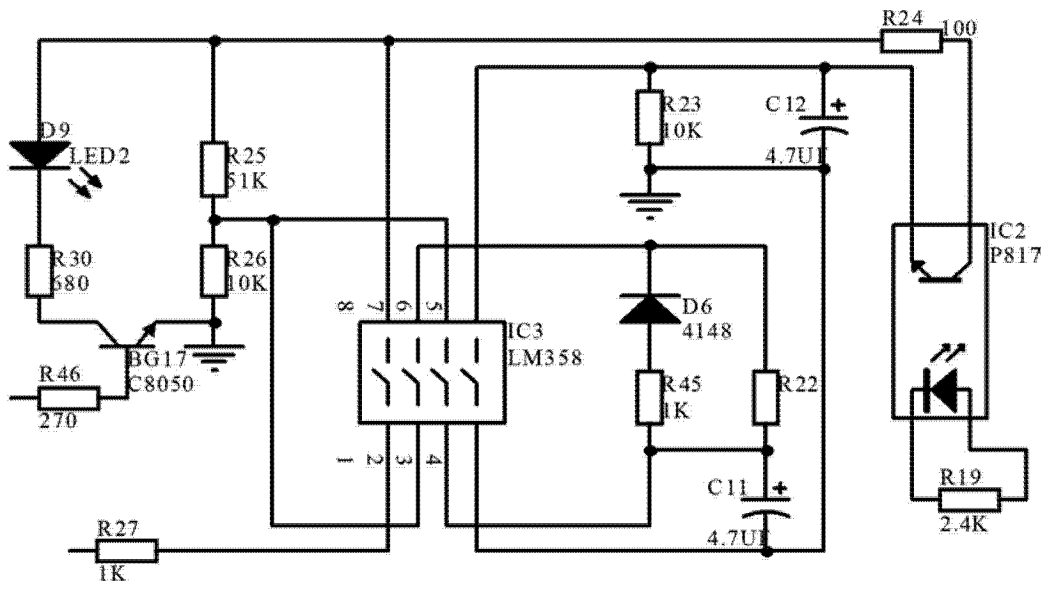 R24
100
R23
10K
C12
+
4.7UF
D9
LED2
R25
51K
IC2
P817
R30
680
R26
10K
8
7
6
5
D6
4148
IC3
LM358
BG17
C8050
R46
270
R45
1K
R22
1
2
3
4
C11
+
4.7UF
R19
2.4K
R27
1K